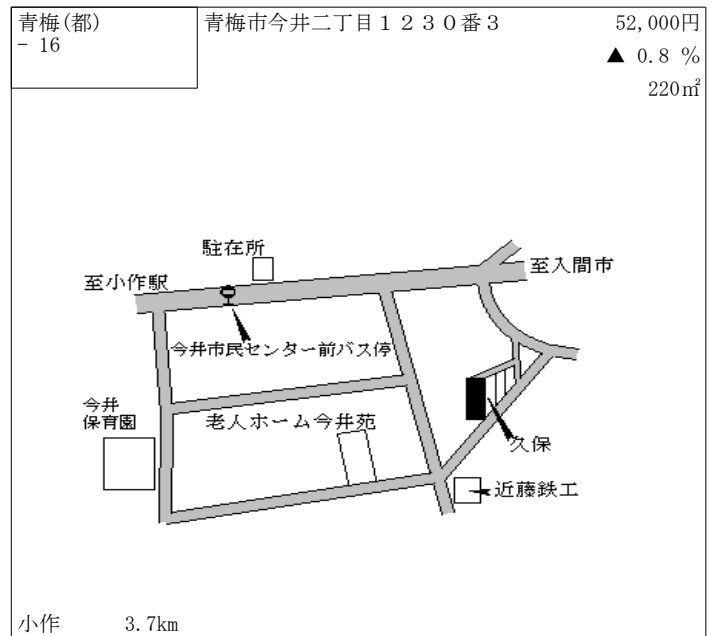 青梅(都) 青梅市今井二丁目1230番3 52,000円
- 16
▲ 0.8 %
220㎡
駐在所
至小作駅
至入間市
今井市民センター前バス停
今井
保育園
老人ホーム今井苑
久保
近藤鉄工
小作 3.7km